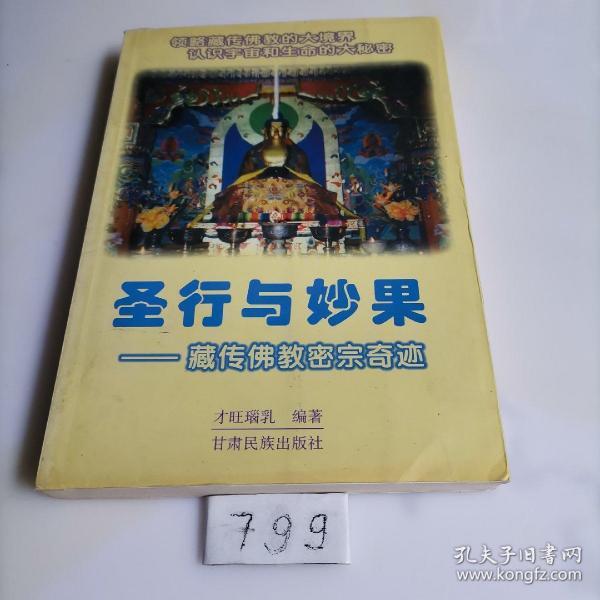 领略藏传佛教的大境界
认识宇宙和生命的大秘密
圣行与妙果
——藏传佛教密宗奇迹
才旺瑙乳 编著
甘肃民族出版社
799
孔夫子旧书网
www.kongfz.com